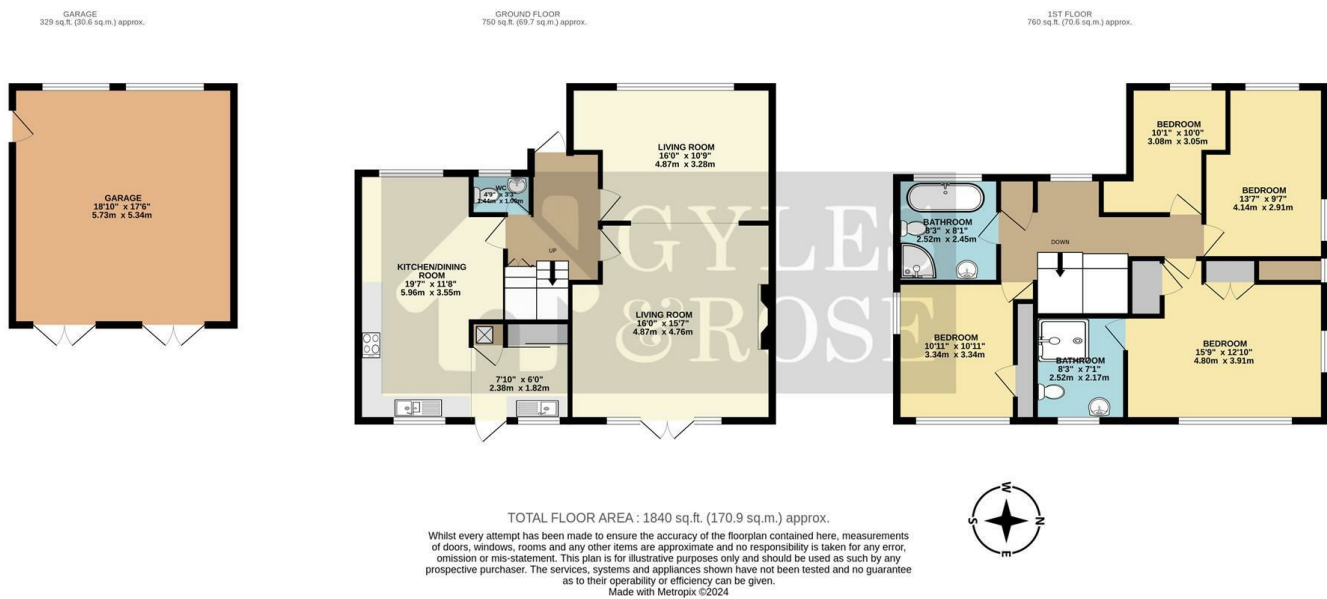 GARAGE
329 sq.ft. (30.6 sq.m.) approx.
GROUND FLOOR
750 sq.ft. (69.7 sq.m.) approx.
1ST FLOOR
760 sq.ft. (70.6 sq.m.) approx.
GARAGE
18'10" x 17'6"
5.73m x 5.34m
LIVING ROOM
16'0" x 10'9"
4.87m x 3.28m
WC
4'9" x 3'3"
1.44m x 1.00m
KITCHEN/DINING
ROOM
19'7" x 11'8"
5.96m x 3.55m
UP
LIVING ROOM
16'0" x 15'7"
4.87m x 4.76m
7'10" x 6'0"
2.38m x 1.82m
BEDROOM
10'1" x 10'0"
3.08m x 3.05m
BEDROOM
13'7" x 9'7"
4.14m x 2.91m
BATHROOM
8'3" x 8'1"
2.52m x 2.45m
DOWN
BEDROOM
10'11" x 10'11"
3.34m x 3.34m
BATHROOM
8'3" x 7'1"
2.52m x 2.17m
BEDROOM
15'9" x 12'10"
4.80m x 3.91m
GYLES
&ROSE
W
N
E
S
TOTAL FLOOR AREA : 1840 sq.ft. (170.9 sq.m.) approx.
Whilst every attempt has been made to ensure the accuracy of the floorplan contained here, measurements
of doors, windows, rooms and any other items are approximate and no responsibility is taken for any error,
omission or mis-statement. This plan is for illustrative purposes only and should be used as such by any
prospective purchaser. The services, systems and appliances shown have not been tested and no guarantee
as to their operability or efficiency can be given.
Made with Metropix ©2024